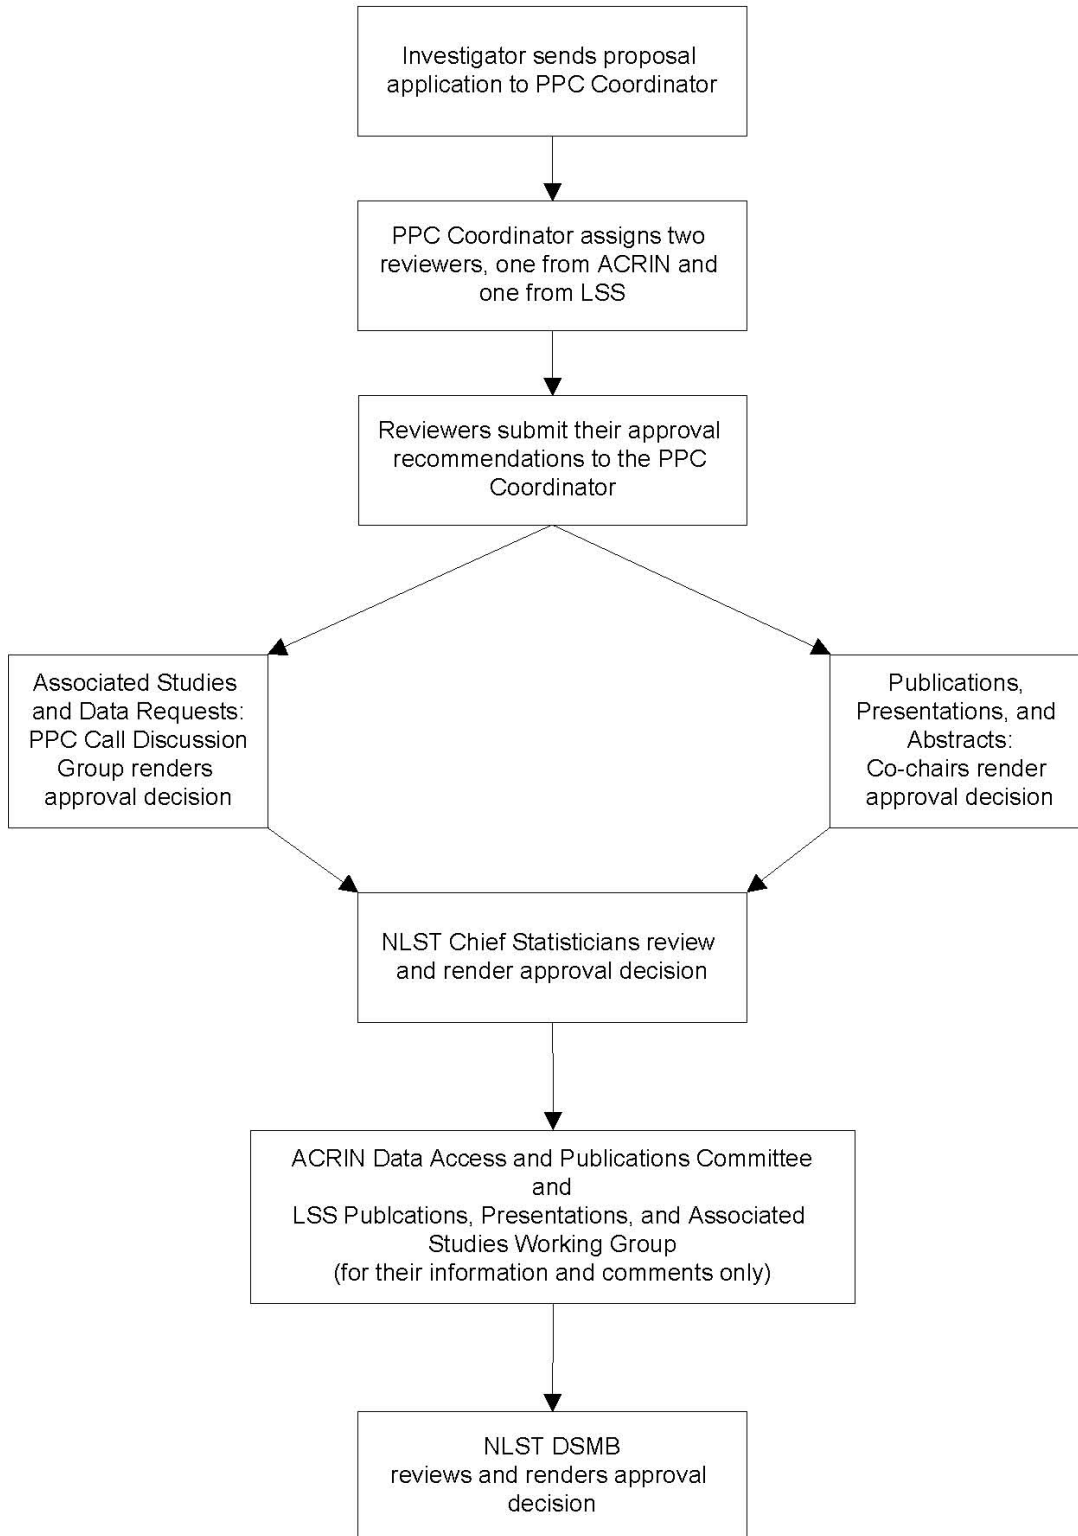 Investigator sends proposal
application to PPC Coordinator
PPC Coordinator assigns two
reviewers, one from ACRIN and
one from LSS
Reviewers submit their approval
recommendations to the PPC
Coordinator
Associated Studies
and Data Requests:
PPC Call Discussion
Group renders
approval decision
Publications,
Presentations, and
Abstracts:
Co-chairs render
approval decision
NLST Chief Statisticians review
and render approval decision
ACRIN Data Access and Publications Committee
and
LSS Publcations, Presentations, and Associated
Studies Working Group
(for their information and comments only)
NLST DSMB
reviews and renders approval
decision